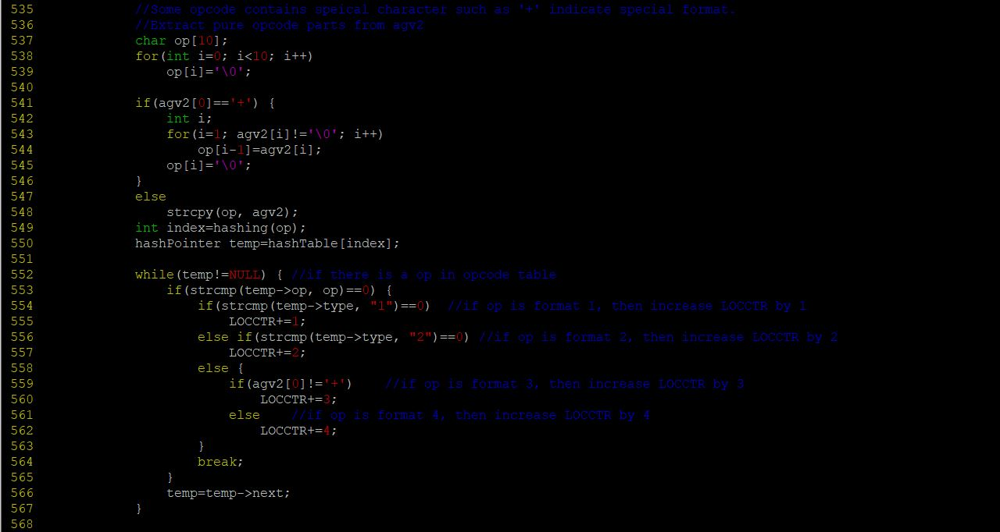 535             //Some opcode contains speical character such as '+' indicate special format.
536             //Extract pure opcode parts from agv2
537             char op[10];
538             for(int i=0; i<10; i++)
539                 op[i]='\0';
540
541             if(agv2[0]=='+') {
542                 int i;
543                 for(i=1; agv2[i]!='\0'; i++)
544                     op[i-1]=agv2[i];
545                 op[i]='\0';
546             }
547             else
548                 strcpy(op, agv2);
549             int index=hashing(op);
550             hashPointer temp=hashTable[index];
551
552             while(temp!=NULL) { //if there is a op in opcode table
553                 if(strcmp(temp->op, op)==0) {
554                     if(strcmp(temp->type, "1")==0)  //if op is format 1, then increase LOCCTR by 1
555                         LOCCTR+=1;
556                     else if(strcmp(temp->type, "2")==0) //if op is format 2, then increase LOCCTR by 2
557                         LOCCTR+=2;
558                     else {
559                         if(agv2[0]!='+')    //if op is format 3, then increase LOCCTR by 3
560                             LOCCTR+=3;
561                         else    //if op is format 4, then increase LOCCTR by 4
562                             LOCCTR+=4;
563                     }
564                     break;
565                 }
566                 temp=temp->next;
567             }
568